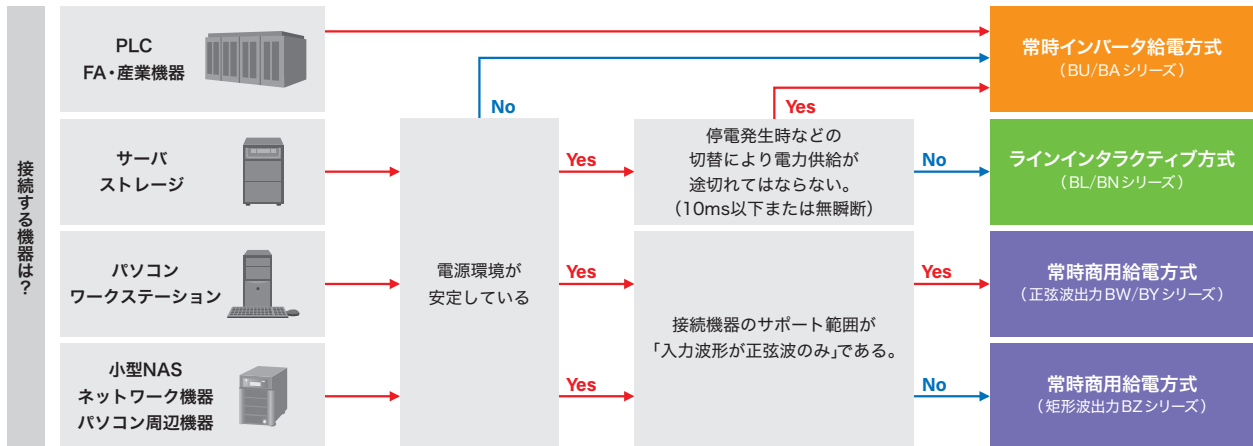 接続する機器は？
PLC
FA・産業機器
サーバ
ストレージ
パソコン
ワークステーション
小型NAS
ネットワーク機器
パソコン周辺機器
No
電源環境が
安定している
Yes
Yes
Yes
Yes
停電発生時などの
切替により電力供給が
途切れてはならない。
（10ms以下または無瞬断）
接続機器のサポート範囲が
「入力波形が正弦波のみ」である。
No
Yes
No
常時インバータ給電方式
（BU/BAシリーズ）
ラインインタラクティブ方式
（BL/BNシリーズ）
常時商用給電方式
（正弦波出力BW/BYシリーズ）
常時商用給電方式
（矩形波出力BZシリーズ）